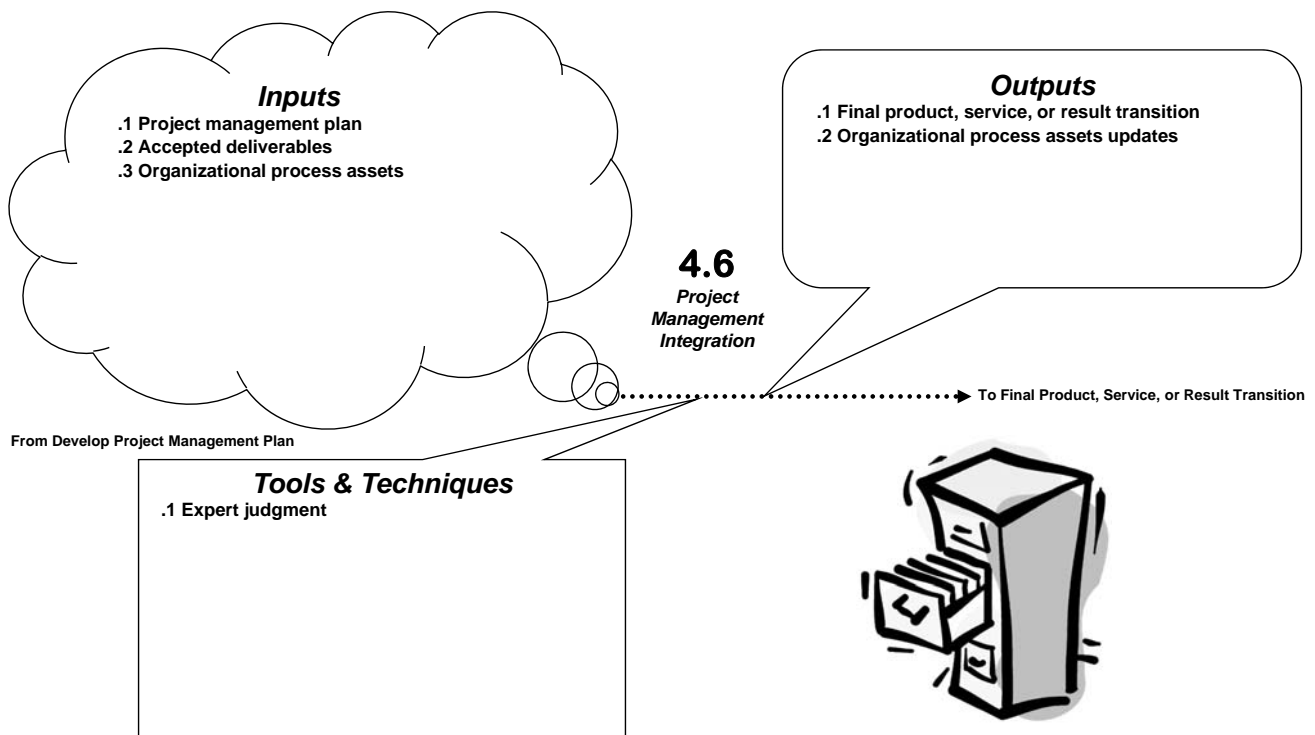 Inputs
.1 Project management plan
.2 Accepted deliverables
.3 Organizational process assets
Outputs
.1 Final product, service, or result transition
.2 Organizational process assets updates
4.6
Project
Management
Integration
To Final Product, Service, or Result Transition
From Develop Project Management Plan
Tools & Techniques
.1 Expert judgment